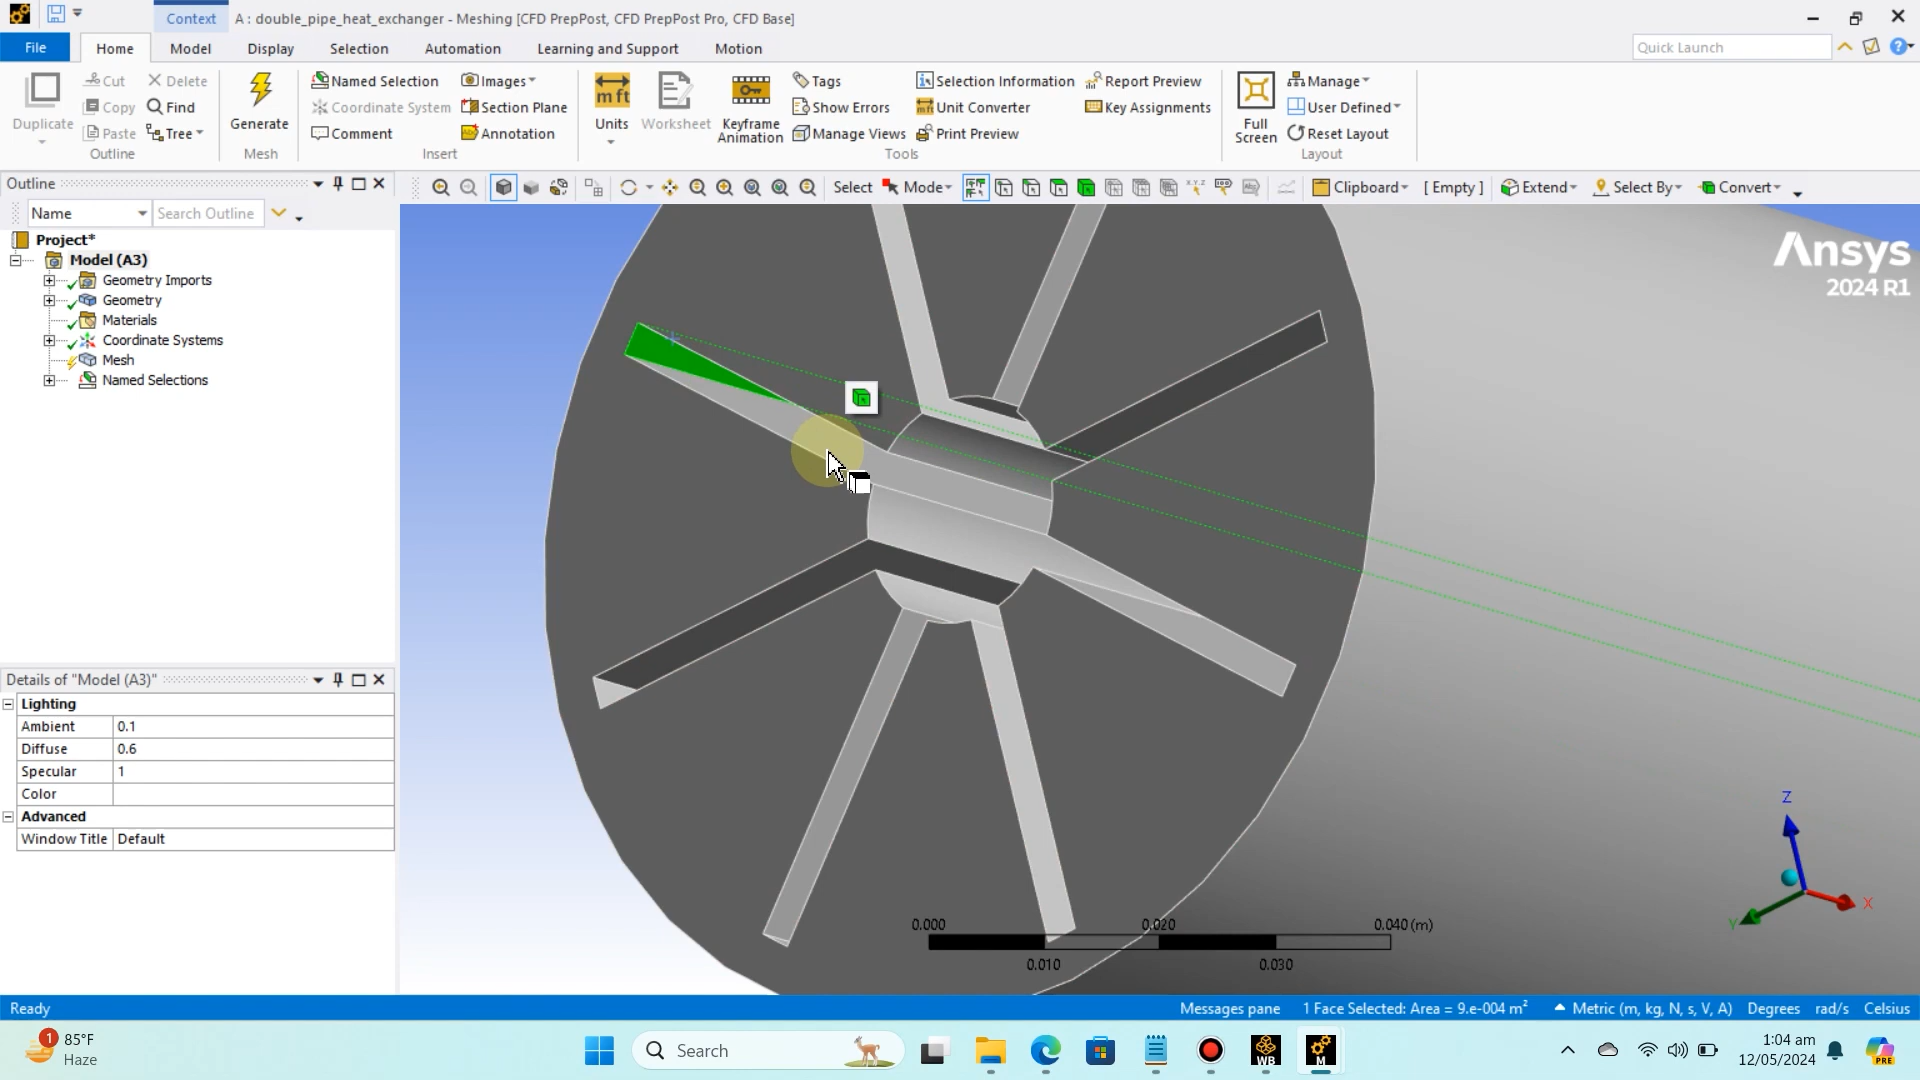 Context
A : double_pipe_heat_exchanger - Meshing [CFD PrepPost, CFD PrepPost Pro, CFD Base]
File Home Model Display Selection Automation Learning and Support Motion
Quick Launch
Duplicate
Cut
Copy
Paste
Delete
Find
Tree
Outline
Generate
Mesh
Named Selection
Coordinate System
Comment
Images
Section Plane
Annotation
Insert
Units
Worksheet
Keyframe
Animation
Tags
Show Errors
Manage Views
Selection Information
Unit Converter
Print Preview
Report Preview
Key Assignments
Tools
Full
Screen
Manage
User Defined
Reset Layout
Layout
Outline
Select Mode Clipboard [ Empty ] Extend Select By Convert
Name
Search Outline
Project*
Model (A3)
Geometry Imports
Geometry
Materials
Coordinate Systems
Mesh
Named Selections
Ansys
2024 R1
Details of "Model (A3)"
Lighting
Ambient 0.1
Diffuse 0.6
Specular 1
Color
Advanced
Window Title Default
Z
X
Y
0.000 0.020 0.040 (m)
0.010 0.030
Ready
Messages pane
1 Face Selected: Area = 9.e-004 m²
Metric (m, kg, N, s, V, A)
Degrees
rad/s
Celsius
1
85°F
Haze
Search
WB
M
1:04 am
12/05/2024
PRE